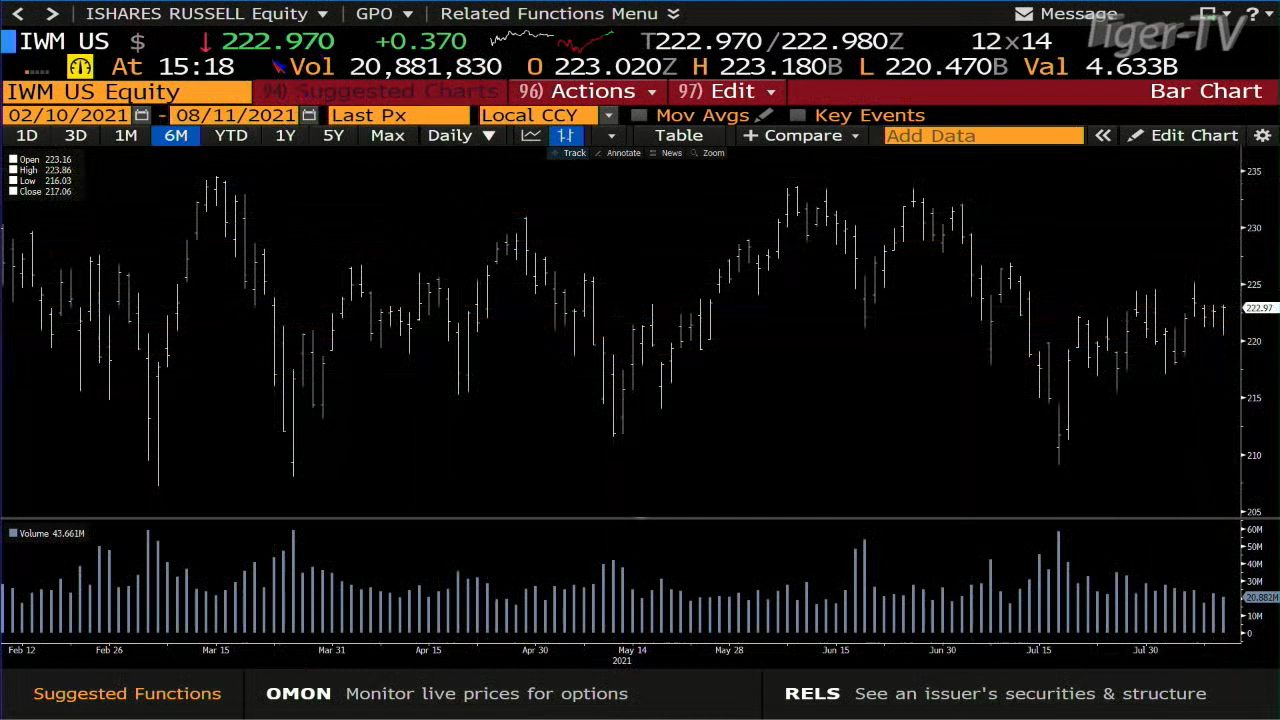 < > ISHARES RUSSELL Equity GPO Related Functions Menu Message ?
IWM US $ ↓ 222.970 +0.370 T222.970/222.980Z 12×14
Tiger-TV
At 15:18 Vol 20,881,830 O 223.020Z H 223.180B L 220.470B Val 4.633B
IWM US Equity 94) Suggested Charts 96) Actions 97) Edit Bar Chart
02/10/2021 - 08/11/2021 Last Px Local CCY Mov Avgs Key Events
1D 3D 1M 6M YTD 1Y 5Y Max Daily ▼ Table + Compare Add Data « Edit Chart
Track Annotate News Zoom
Open 223.16
High 223.86
Low 216.03
Close 217.06
235
230
225
222.97
220
215
210
205
Volume 43.661M
60M
50M
40M
30M
20.882M
10M
0
Feb 12 Feb 26 Mar 15 Mar 31 Apr 15 Apr 30 May 14 May 28 Jun 15 Jun 30 Jul 15 Jul 30
2021
Suggested Functions OMON Monitor live prices for options RELS See an issuer's securities & structure